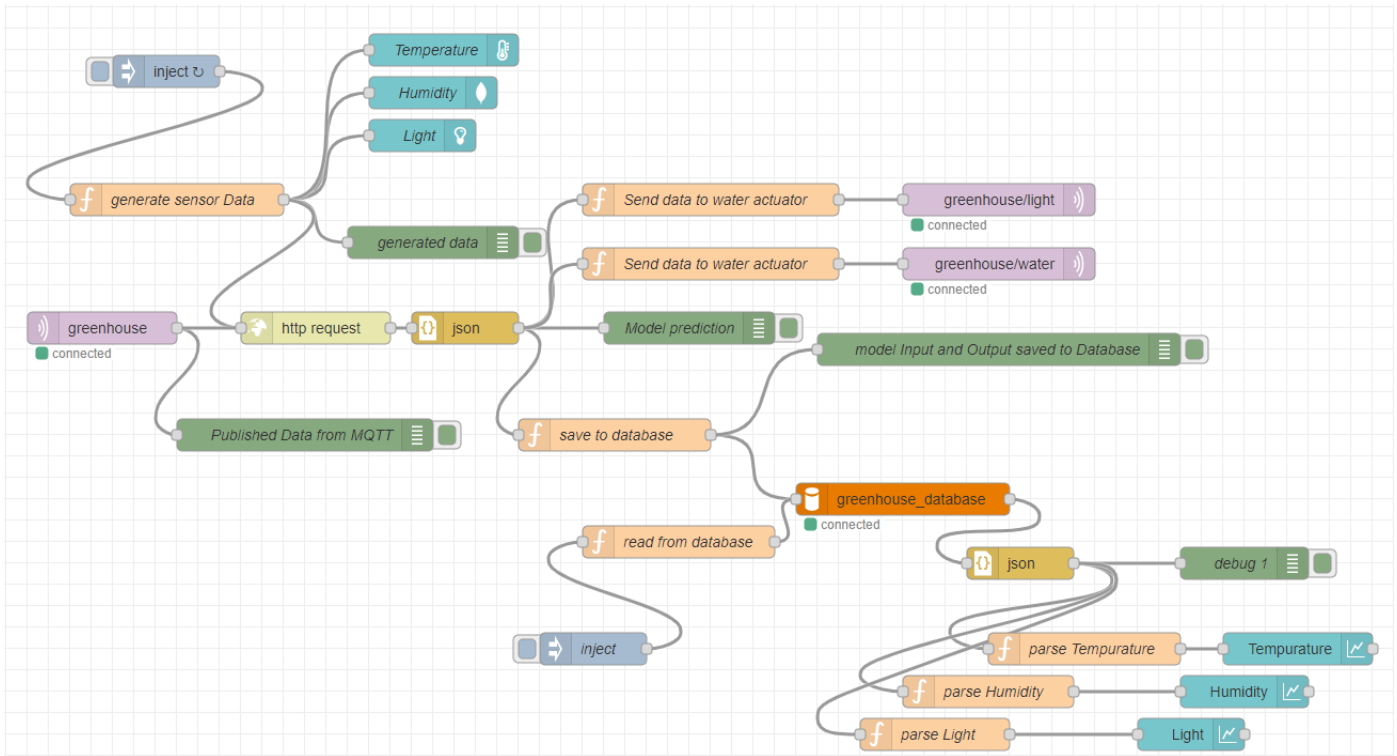 Temperature
inject ↻
Humidity
Light
generate sensor Data
Send data to water actuator
greenhouse/light
connected
generated data
Send data to water actuator
greenhouse/water
connected
greenhouse
connected
http request
json
Model prediction
model Input and Output saved to Database
Published Data from MQTT
save to database
greenhouse_database
connected
read from database
json
debug 1
inject
parse Tempurature
Tempurature
parse Humidity
Humidity
parse Light
Light